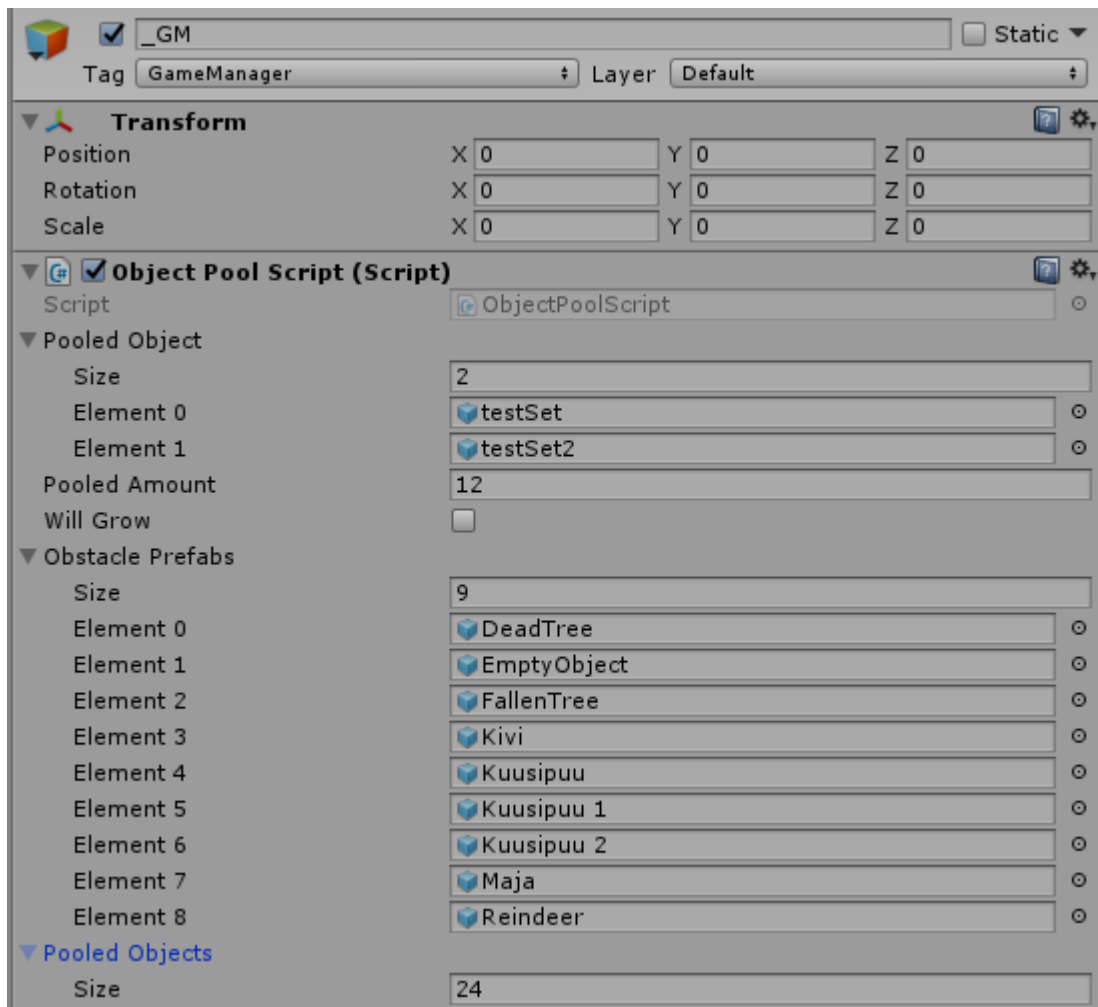 _GM Static
Tag GameManager Layer Default
Transform
Position X 0 Y 0 Z 0
Rotation X 0 Y 0 Z 0
Scale X 0 Y 0 Z 0
Object Pool Script (Script)
Script ObjectPoolScript
Pooled Object
Size 2
Element 0 testSet
Element 1 testSet2
Pooled Amount 12
Will Grow
Obstacle Prefabs
Size 9
Element 0 DeadTree
Element 1 EmptyObject
Element 2 FallenTree
Element 3 Kivi
Element 4 Kuusipuu
Element 5 Kuusipuu 1
Element 6 Kuusipuu 2
Element 7 Maja
Element 8 Reindeer
Pooled Objects
Size 24